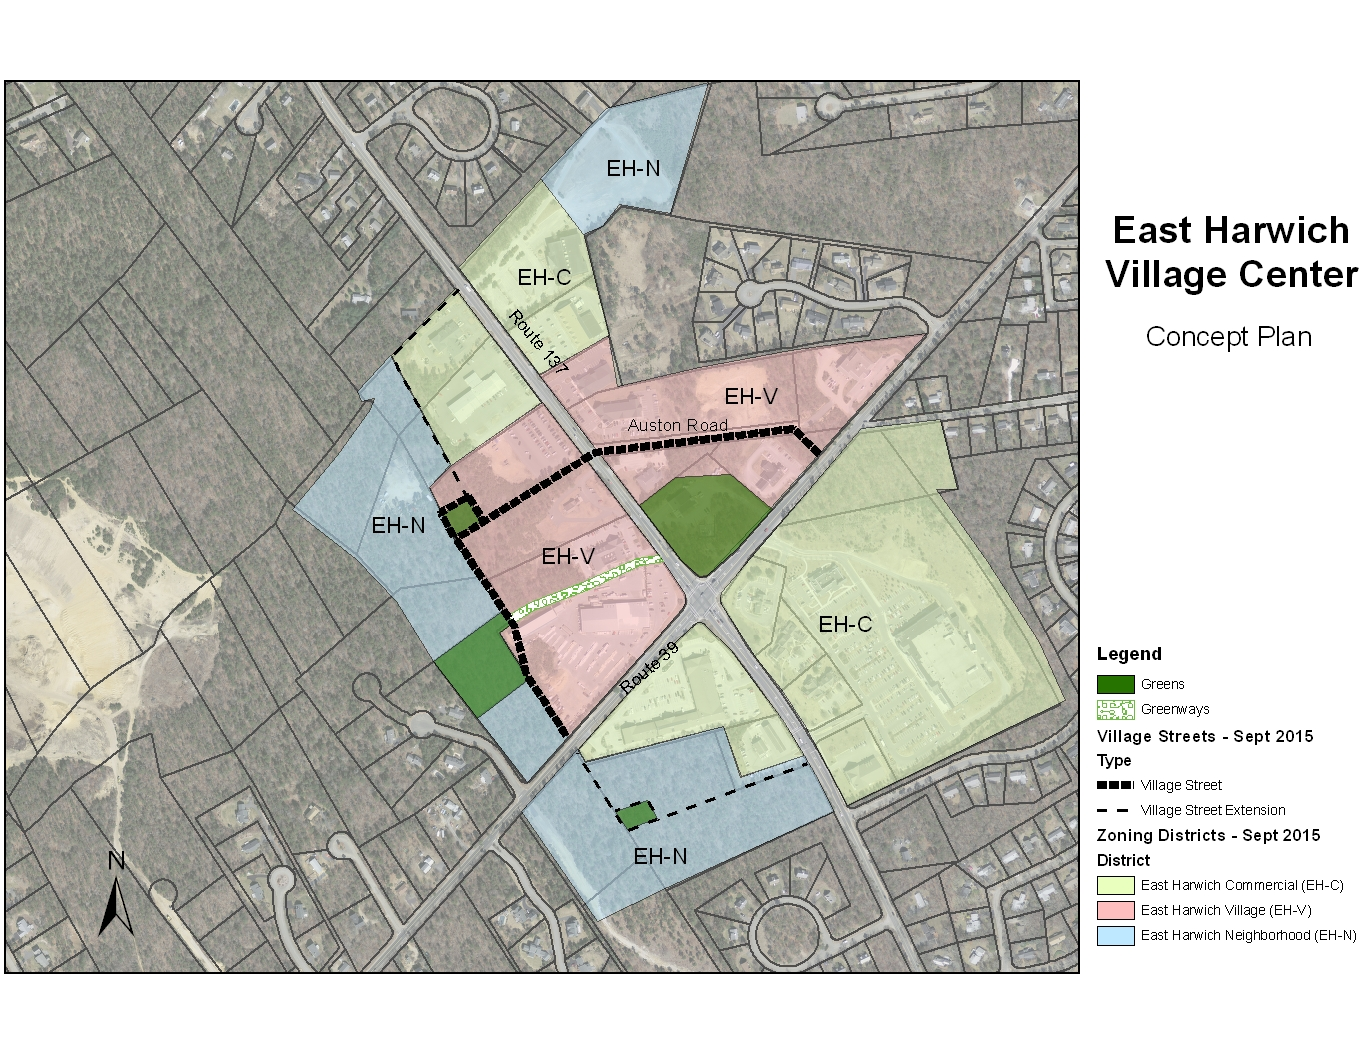 East Harwich
Village Center
Concept Plan
EH-N
EH-C
Route 137
EH-V
Auston Road
EH-N
EH-V
EH-C
Route 39
EH-N
N
Legend
Greens
Greenways
Village Streets - Sept 2015
Type
Village Street
Village Street Extension
Zoning Districts - Sept 2015
District
East Harwich Commercial (EH-C)
East Harwich Village (EH-V)
East Harwich Neighborhood (EH-N)